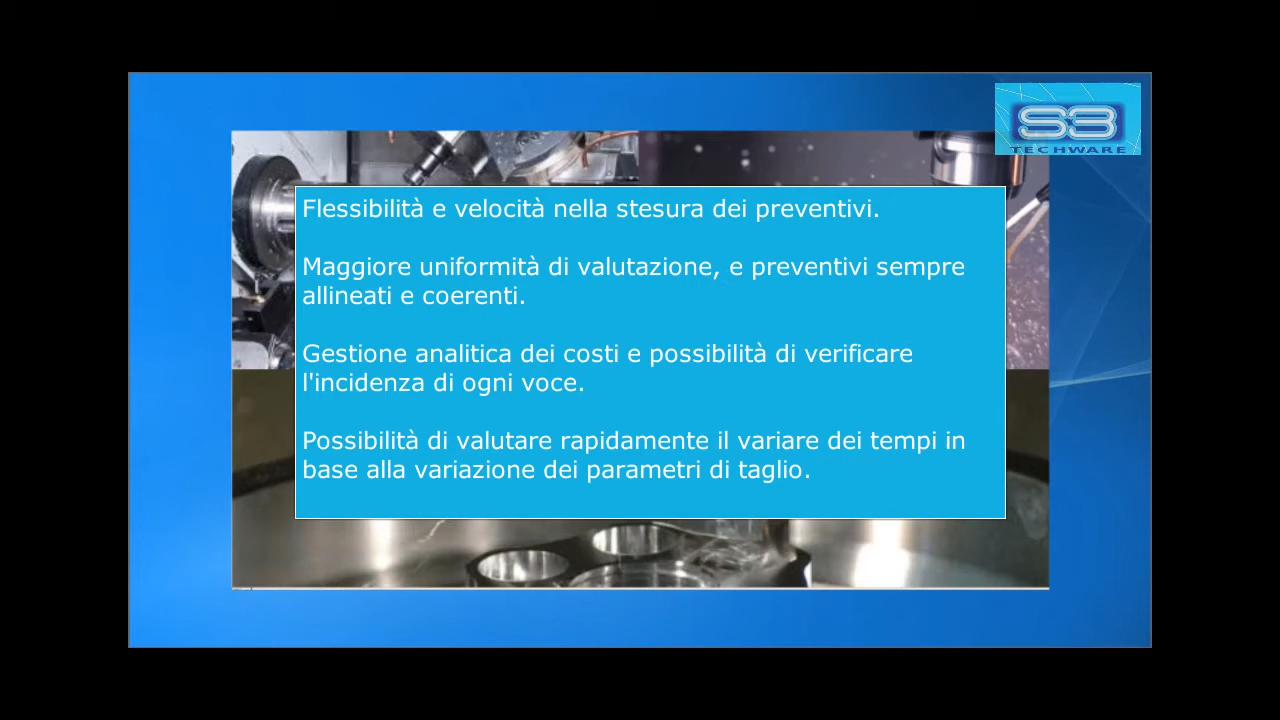 S3
TECHWARE
Flessibilità e velocità nella stesura dei preventivi.
Maggiore uniformità di valutazione, e preventivi sempre
allineati e coerenti.
Gestione analitica dei costi e possibilità di verificare
l'incidenza di ogni voce.
Possibilità di valutare rapidamente il variare dei tempi in
base alla variazione dei parametri di taglio.